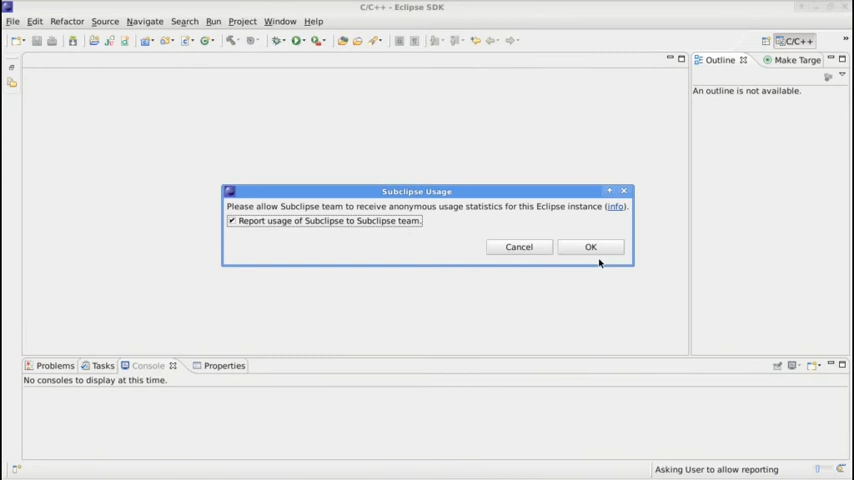 C/C++ - Eclipse SDK
File Edit Refactor Source Navigate Search Run Project Window Help
C/C++
Outline Make Targe
An outline is not available.
Subclipse Usage
Please allow Subclipse team to receive anonymous usage statistics for this Eclipse instance (info).
Report usage of Subclipse to Subclipse team.
Cancel OK
Problems Tasks Console Properties
No consoles to display at this time.
Asking User to allow reporting